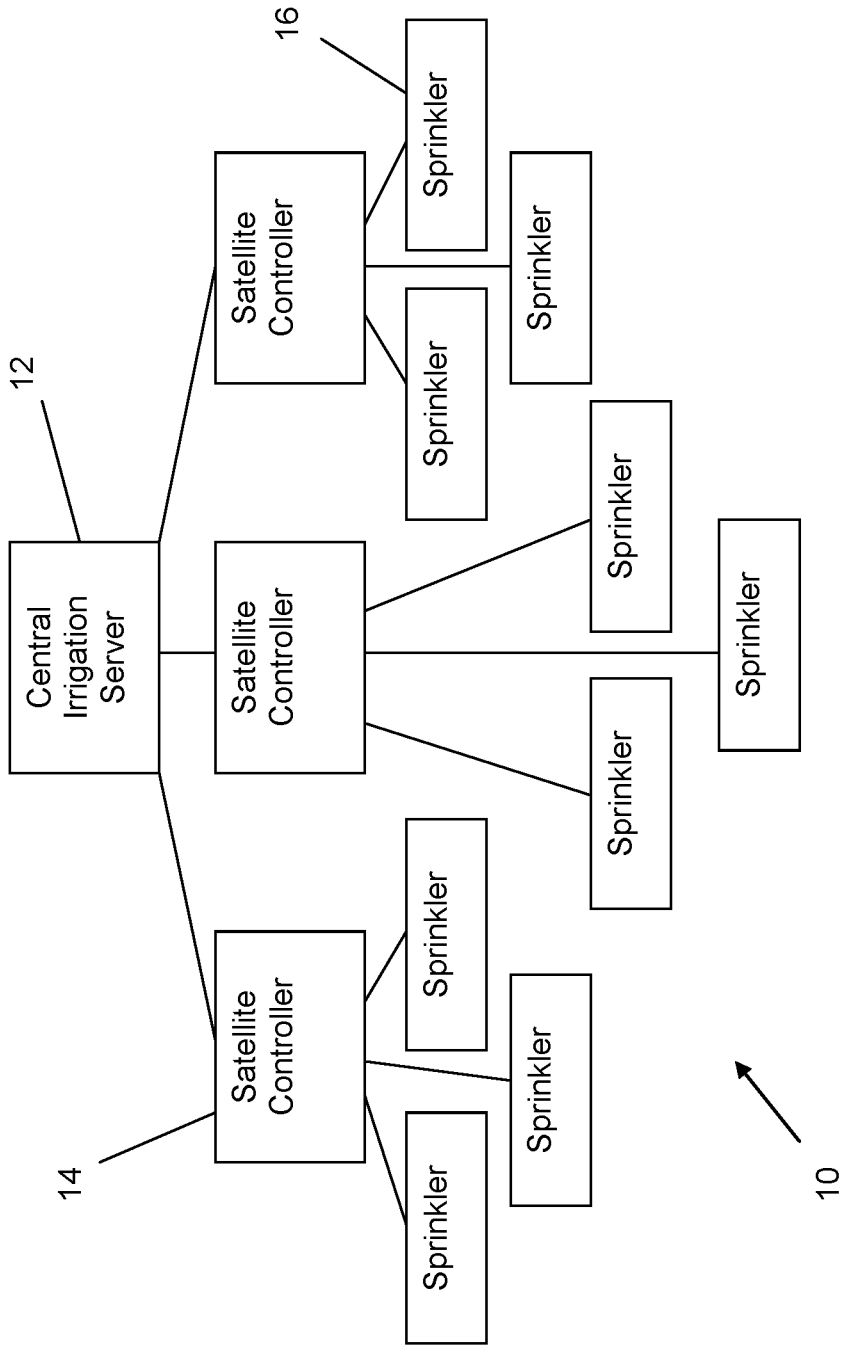 12
Central
Irrigation
Server
14
Satellite
Controller
Satellite
Controller
Satellite
Controller
16
Sprinkler
Sprinkler
Sprinkler
Sprinkler
Sprinkler
Sprinkler
Sprinkler
Sprinkler
Sprinkler
10